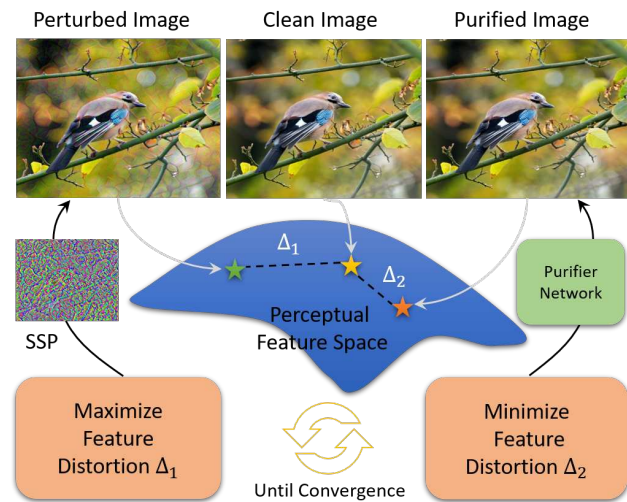 Perturbed Image
Clean Image
Purified Image
Δ₁
Δ₂
Perceptual
Feature Space
SSP
Purifier
Network
Maximize
Feature
Distortion Δ₁
Minimize
Feature
Distortion Δ₂
Until Convergence